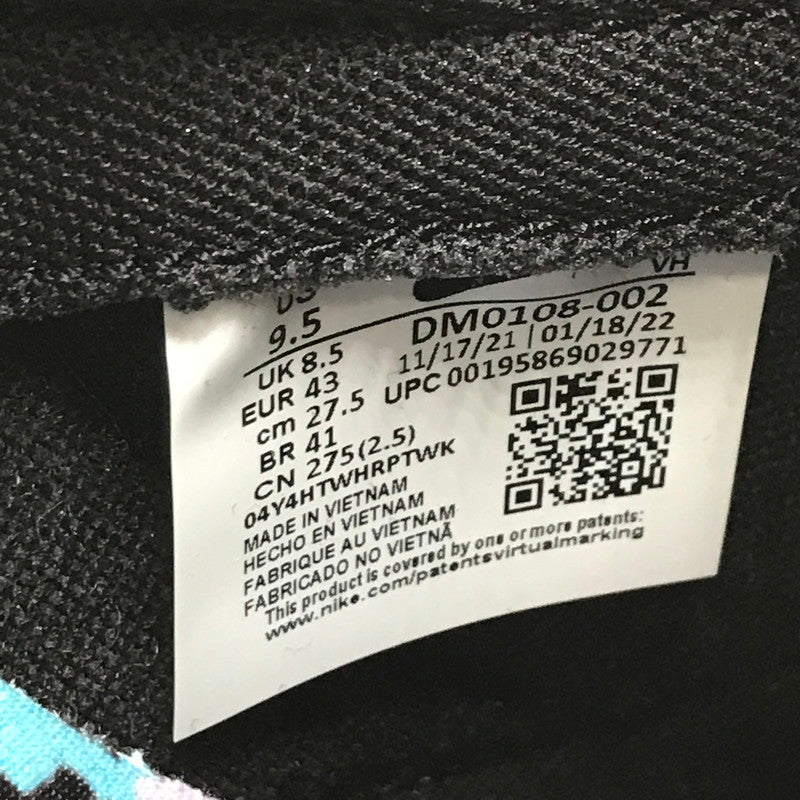 US
9.5
UK 8.5
EUR 43
cm 27.5
BR 41
CN 275(2.5)
04Y4HTWHRPTWK
MADE IN VIETNAM
HECHO EN VIETNAM
FABRIQUE AU VIETNAM
FABRICADO NO VIETNÃ
This product is covered by one or more patents:
www.nike.com/patentsvirtualmarking
VH
DM0108-002
11/17/21 | 01/18/22
UPC 00195869029771